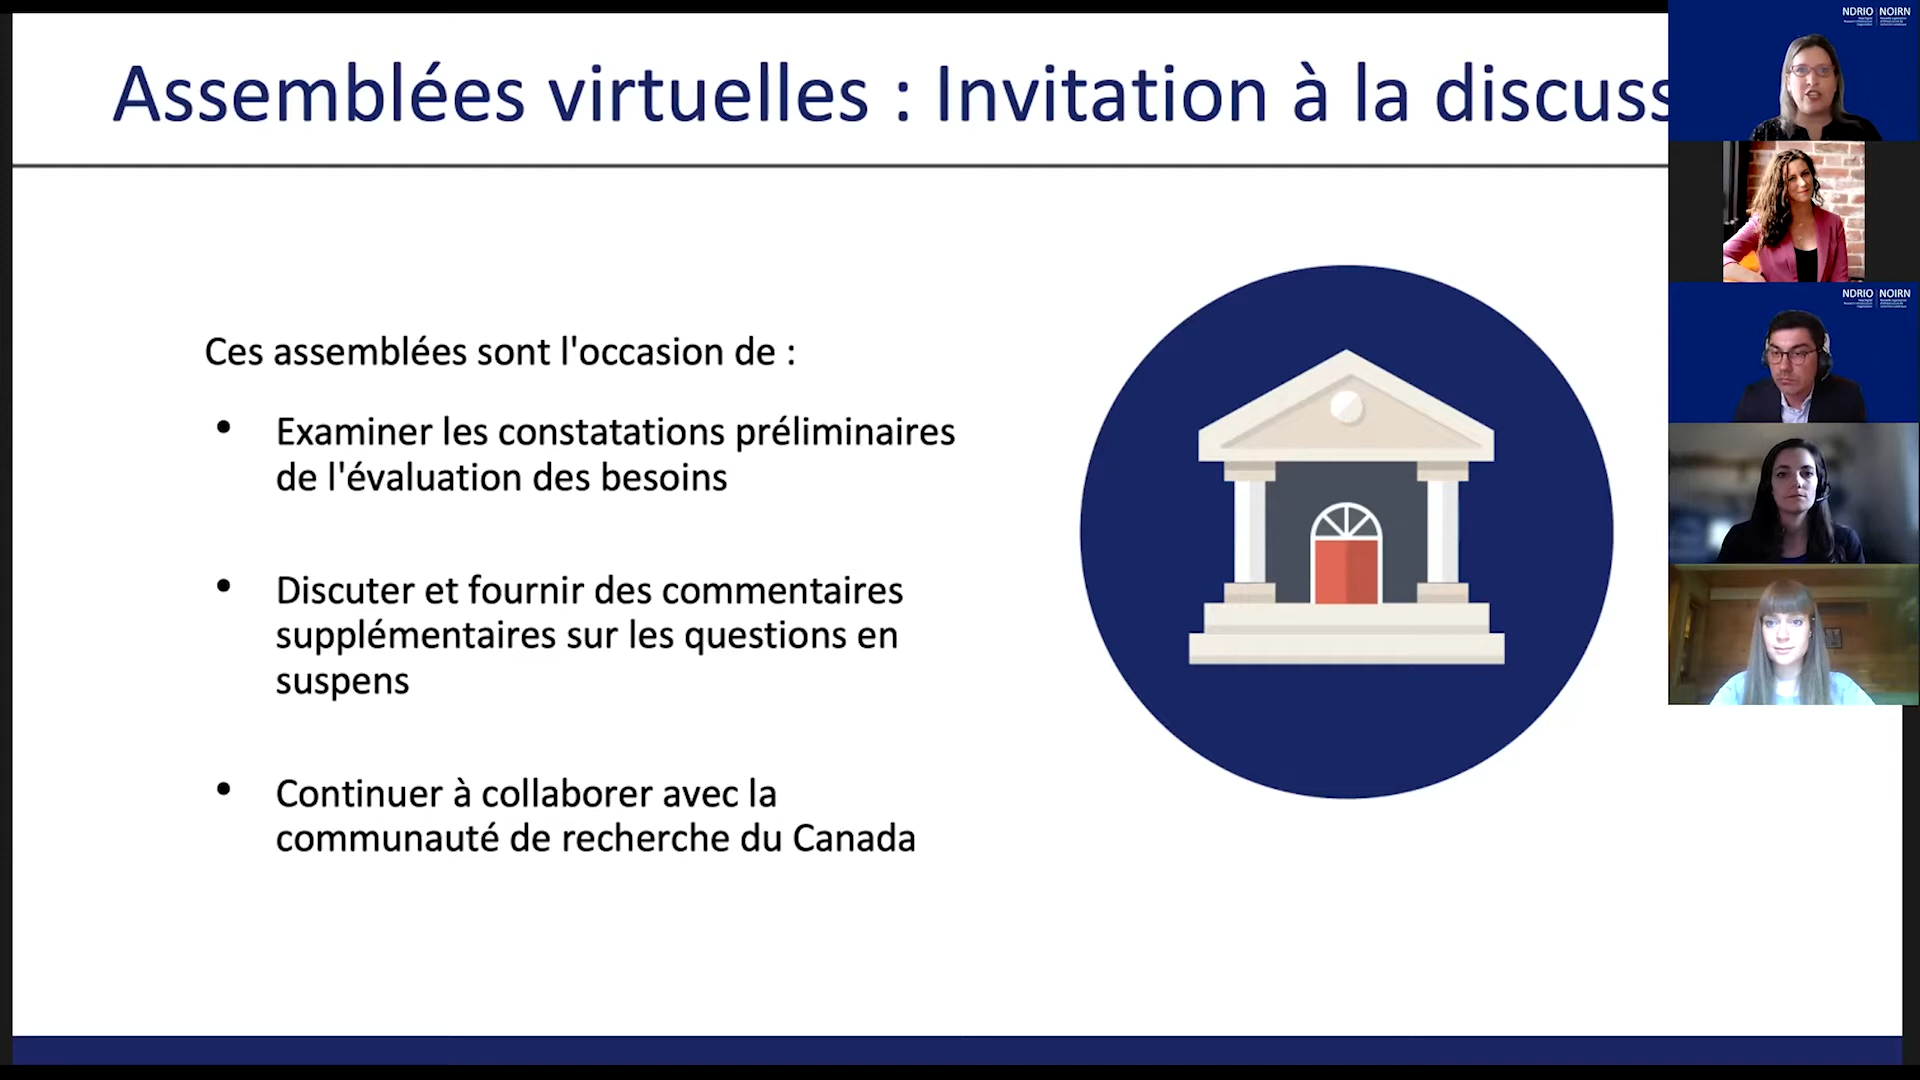 Assemblées virtuelles : Invitation à la discuss
Ces assemblées sont l'occasion de :
• Examiner les constatations préliminaires
de l'évaluation des besoins
• Discuter et fournir des commentaires
supplémentaires sur les questions en
suspens
• Continuer à collaborer avec la
communauté de recherche du Canada
NDRIO | NOIRN
NDRIO | NOIRN